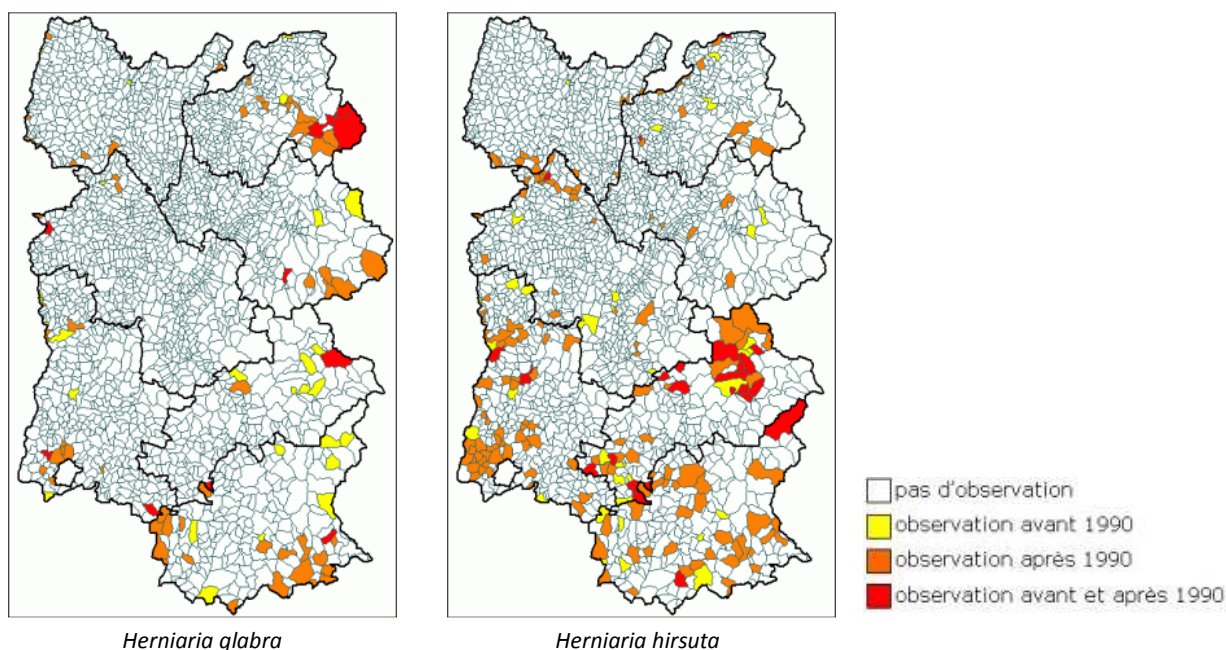 pas d'observation
observation avant 1990
observation après 1990
observation avant et après 1990
Herniaria glabra
Herniaria hirsuta